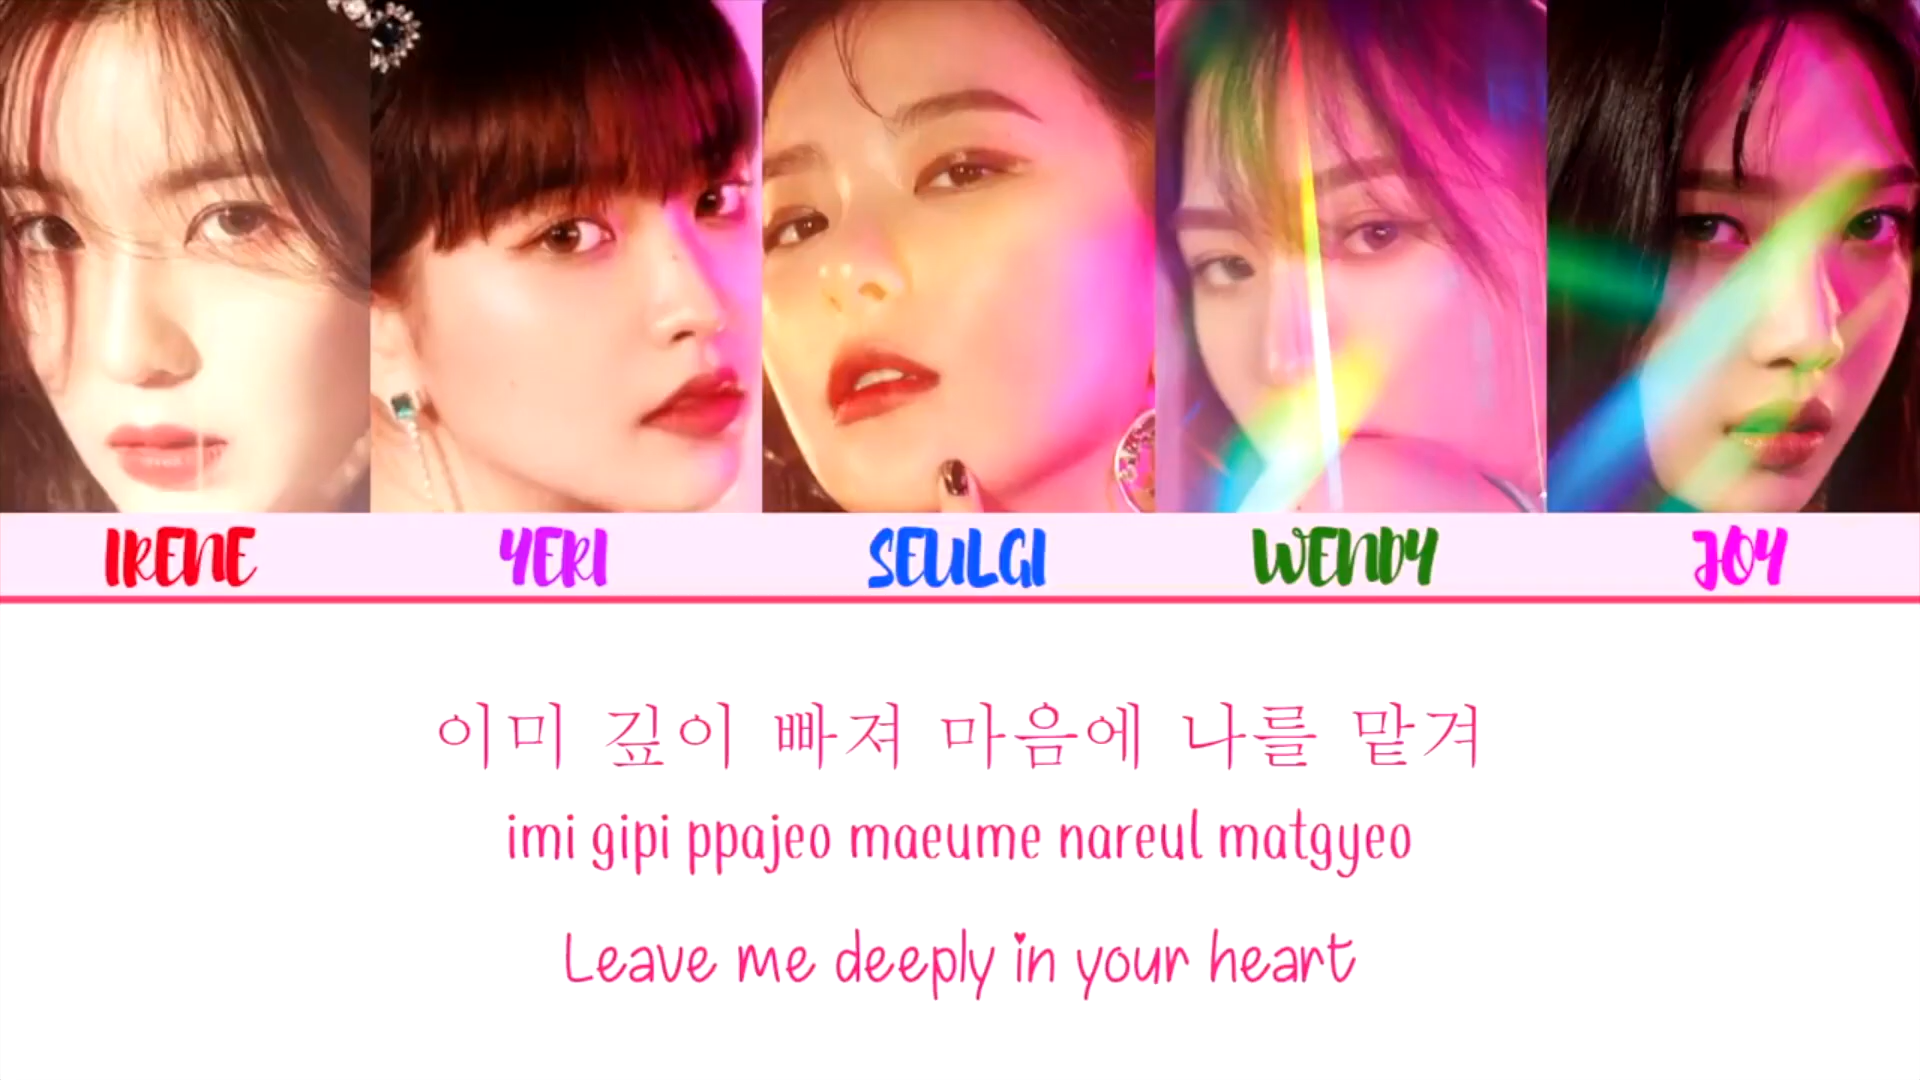 IRENE YERI SEULGI WENDY JOY
이미 깊이 빠져 마음에 나를 맡겨
imi gipi ppajeo maeume nareul matgyeo
Leave me deeply in your heart